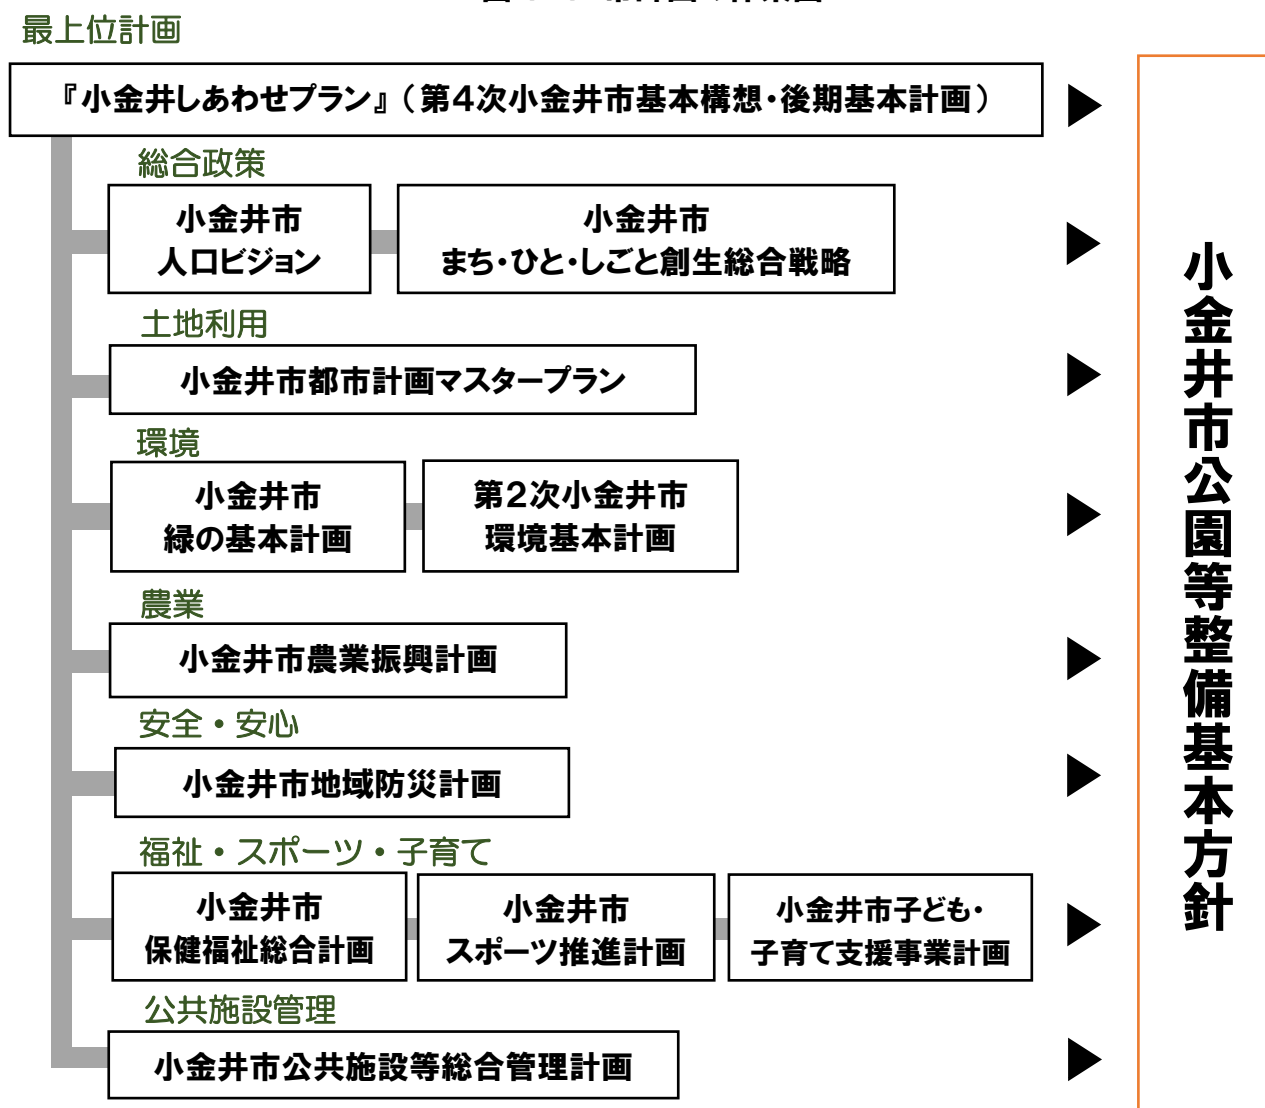 最上位計画
『小金井しあわせプラン』（第4次小金井市基本構想・後期基本計画）
総合政策
小金井市
人口ビジョン
小金井市
まち・ひと・しごと創生総合戦略
土地利用
小金井市都市計画マスタープラン
環境
小金井市
緑の基本計画
第2次小金井市
環境基本計画
農業
小金井市農業振興計画
安全・安心
小金井市地域防災計画
福祉・スポーツ・子育て
小金井市
保健福祉総合計画
小金井市
スポーツ推進計画
小金井市子ども・
子育て支援事業計画
公共施設管理
小金井市公共施設等総合管理計画
小金井市公園等整備基本方針